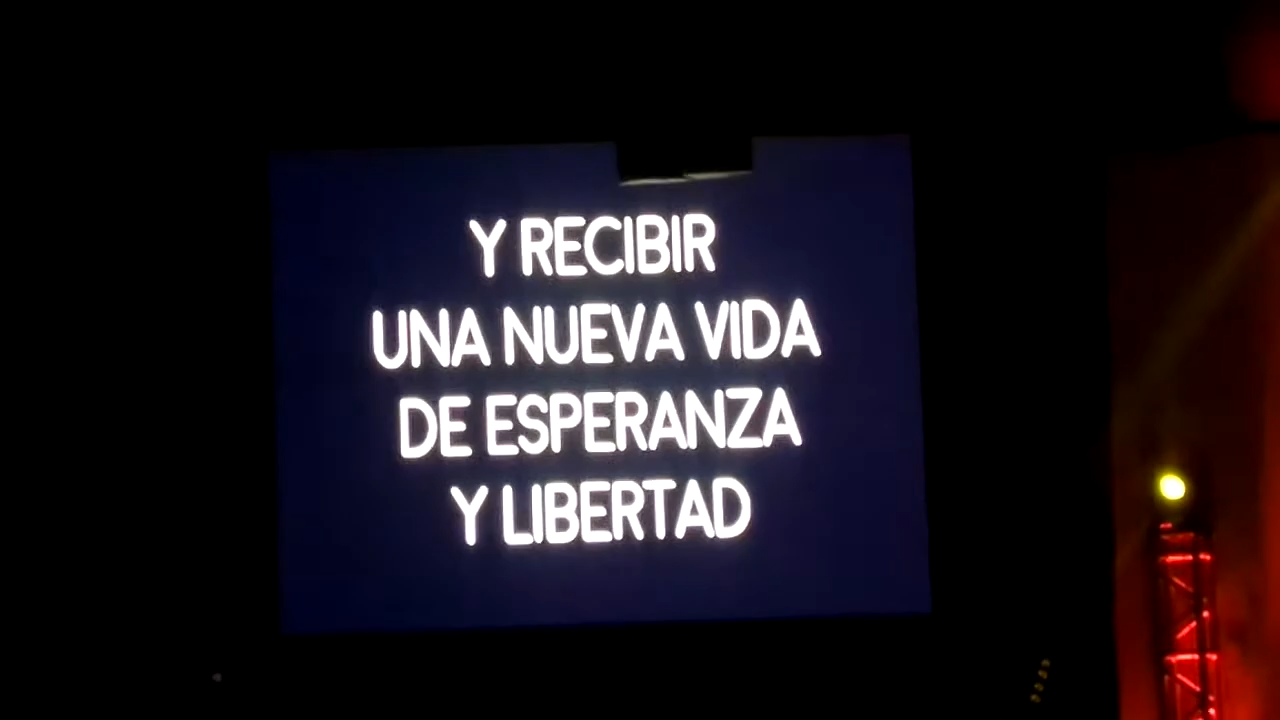 Y RECIBIR
UNA NUEVA VIDA
DE ESPERANZA
Y LIBERTAD